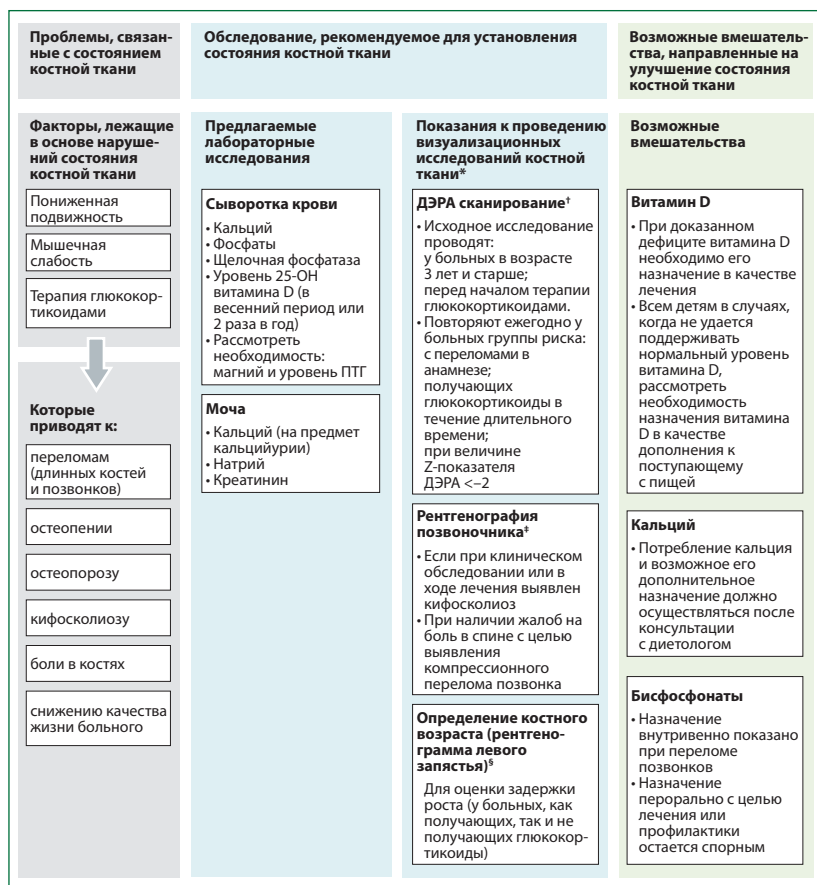 Проблемы, связан-
ные с состоянием
костной ткани
Обследование, рекомендуемое для установления
состояния костной ткани
Возможные вмешатель-
ства, направленные на
улучшение состояния
костной ткани
Факторы, лежащие
в основе наруше-
ний состояния
костной ткани
Пониженная
подвижность
Мышечная
слабость
Терапия глюкокор-
тикоидами
Которые
приводят к:
переломам
(длинных костей
и позвонков)
остеопении
остеопорозу
кифосколиозу
боли в костях
снижению качества
жизни больного
Предлагаемые
лабораторные
исследования
Сыворотка крови
• Кальций
• Фосфаты
• Щелочная фосфатаза
• Уровень 25-ОН
витамина D (в
весенний период или
2 раза в год)
• Рассмотреть
необходимость:
магний и уровень ПТГ
Моча
• Кальций (на предмет
кальцийурии)
• Натрий
• Креатинин
Показания к проведению
визуализационных
исследований костной
ткани*
ДЭРА сканирование†
• Исходное исследование
проводят:
у больных в возрасте
3 лет и старше;
перед началом терапии
глюкокортикоидами.
• Повторяют ежегодно у
больных группы риска:
с переломами в
анамнезе;
получающих
глюкокортикоиды в
течение длительного
времени;
при величине
Z-показателя
ДЭРА <–2
Рентгенография
позвоночника‡
• Если при клиническом
обследовании или в
ходе лечения выявлен
кифосколиоз
• При наличии жалоб на
боль в спине с целью
выявления
компрессионного
перелома позвонка
Определение костного
возраста (рентгено-
грамма левого
запястья)§
Для оценки задержки
роста (у больных, как
получающих, так и не
получающих глюкокор-
тикоиды)
Возможные
вмешательства
Витамин D
• При доказанном
дефиците витамина D
необходимо его
назначение в качестве
лечения
• Всем детям в случаях,
когда не удается
поддерживать
нормальный уровень
витамина D,
рассмотреть
необходимость
назначения витамина
D в качестве
дополнения к
поступающему
с пищей
Кальций
• Потребление кальция
и возможное его
дополнительное
назначение должно
осуществляться после
консультации
с диетологом
Бисфосфонаты
• Назначение
внутривенно показано
при переломе
позвонков
• Назначение
перорально с целью
лечения или
профилактики
остается спорным